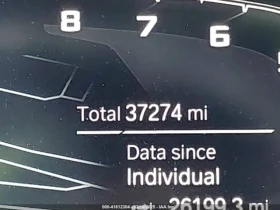 8 7 6
Total 37274 mi
Data since
Individual
26199.3 mi